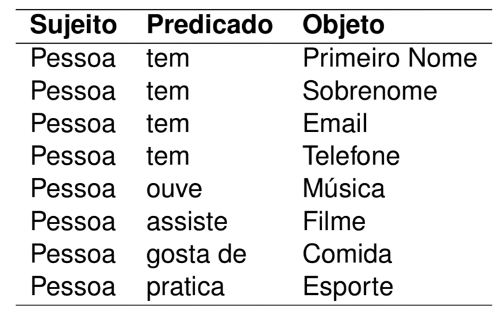 Sujeito Predicado Objeto
Pessoa tem Primeiro Nome
Pessoa tem Sobrenome
Pessoa tem Email
Pessoa tem Telefone
Pessoa ouve Música
Pessoa assiste Filme
Pessoa gosta de Comida
Pessoa pratica Esporte